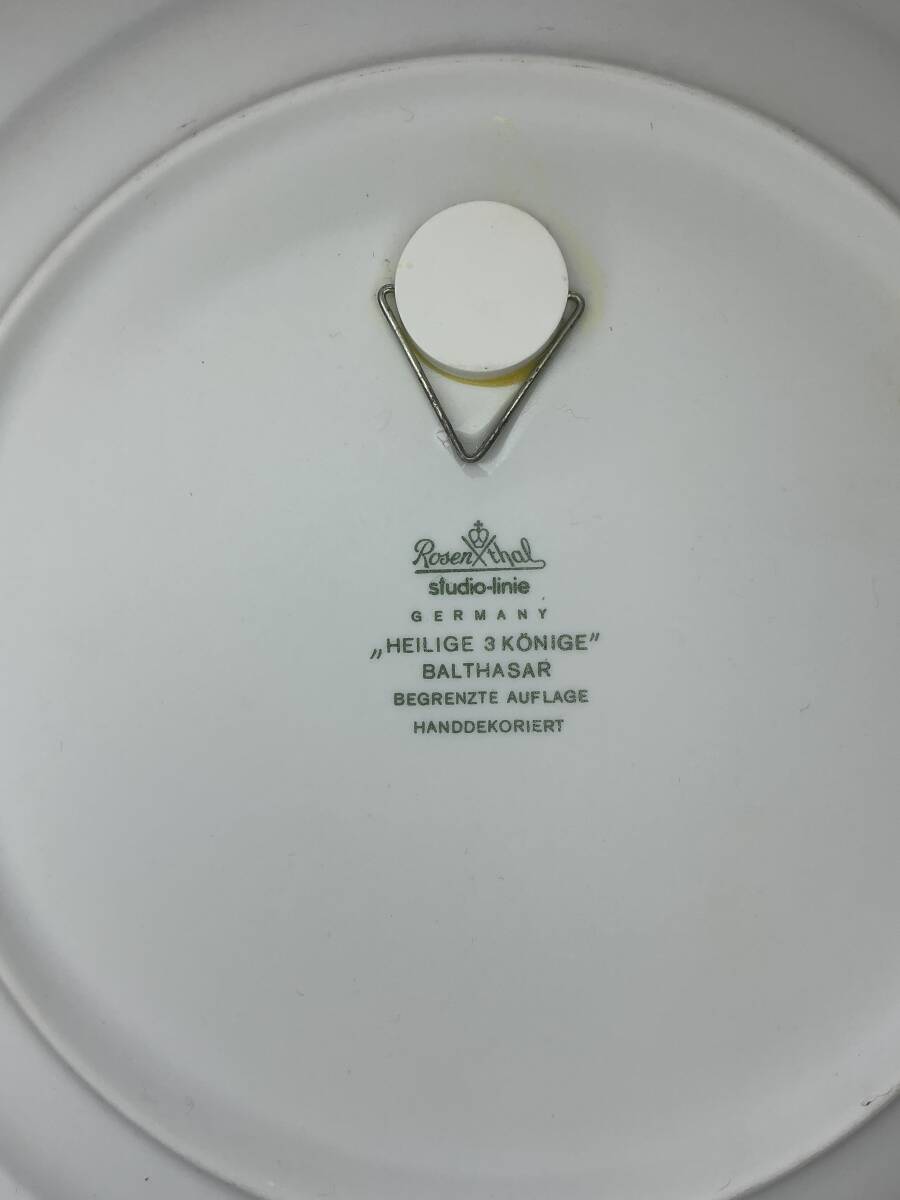 Rosenthal
studio-linie
GERMANY
„HEILIGE 3 KÖNIGE”
BALTHASAR
BEGRENZTE AUFLAGE
HANDDEKORIERT